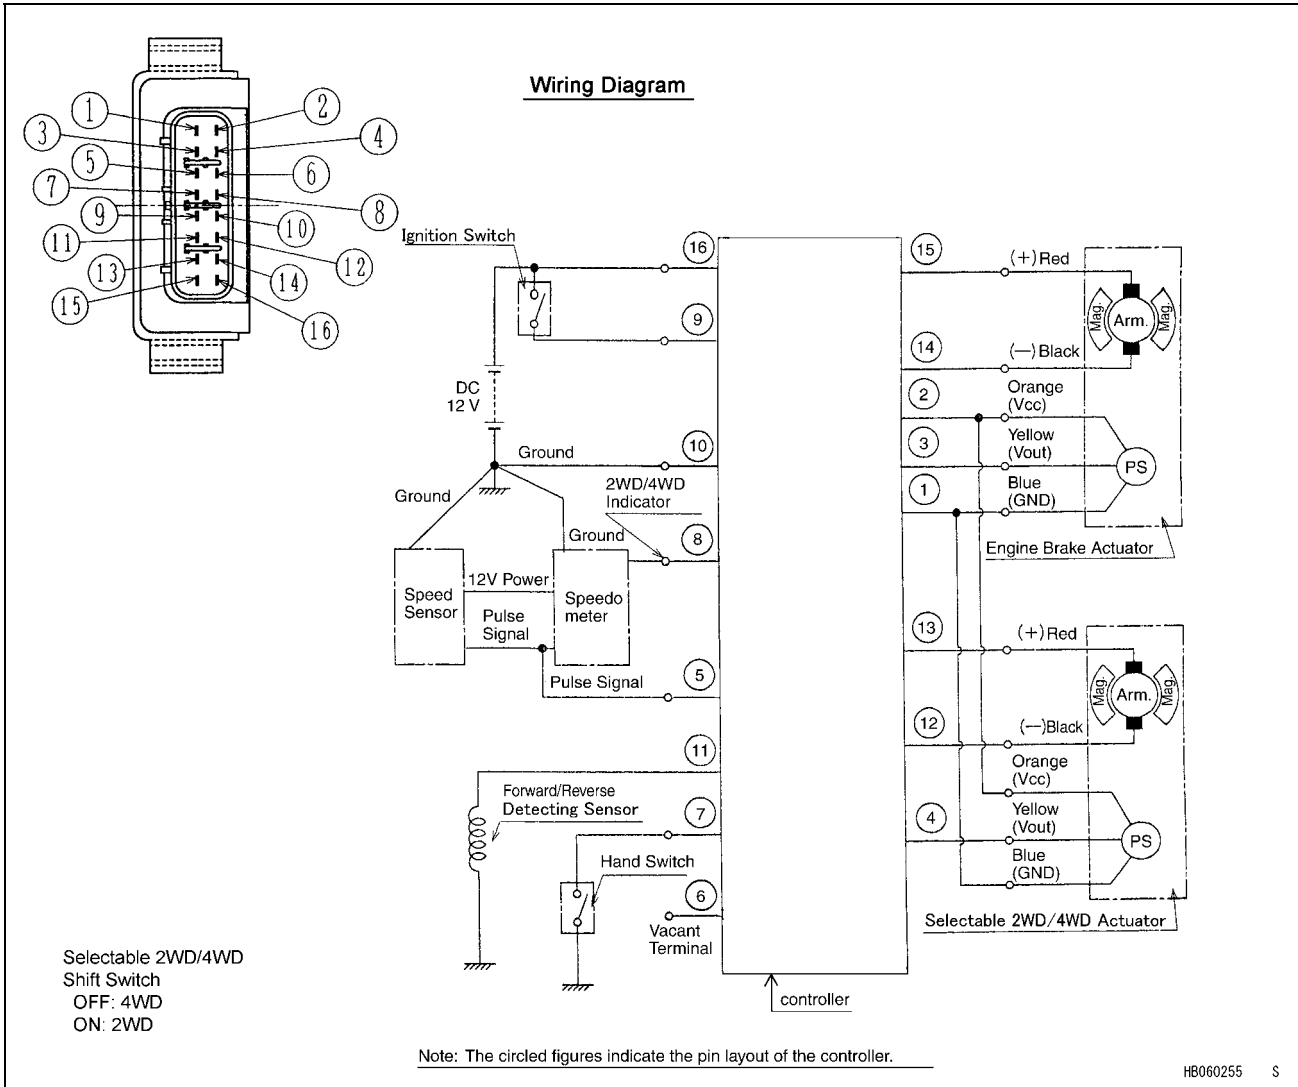 Wiring Diagram
1
2
3
4
5
6
7
8
9
10
11
12
13
14
15
16
Ignition Switch
16
9
DC
12 V
Ground
10
Ground
2WD/4WD
Indicator
Ground
8
Speed
Sensor
12V Power
Speedo
meter
Pulse
Signal
Pulse Signal
5
11
Forward/Reverse
Detecting Sensor
7
Hand Switch
6
Vacant
Terminal
15
(+) Red
Mag.
Arm.
Mag.
14
(—) Black
2
Orange
(Vcc)
3
Yellow
(Vout)
PS
1
Blue
(GND)
Engine Brake Actuator
13
(+) Red
Mag.
Arm.
Mag.
12
(—)Black
Orange
(Vcc)
4
Yellow
(Vout)
PS
Blue
(GND)
Selectable 2WD/4WD Actuator
controller
Selectable 2WD/4WD
Shift Switch
OFF: 4WD
ON: 2WD
Note: The circled figures indicate the pin layout of the controller.
HB060255 S